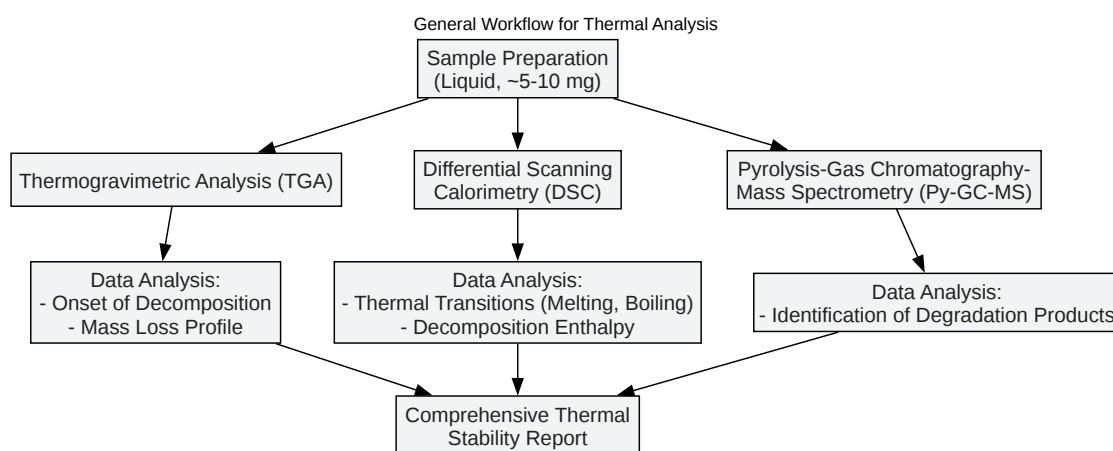 General Workflow for Thermal Analysis
Sample Preparation
(Liquid, ~5-10 mg)
Thermogravimetric Analysis (TGA)
Differential Scanning
Calorimetry (DSC)
Pyrolysis-Gas Chromatography-
Mass Spectrometry (Py-GC-MS)
Data Analysis:
- Onset of Decomposition
- Mass Loss Profile
Data Analysis:
- Thermal Transitions (Melting, Boiling)
- Decomposition Enthalpy
Data Analysis:
- Identification of Degradation Products
Comprehensive Thermal
Stability Report